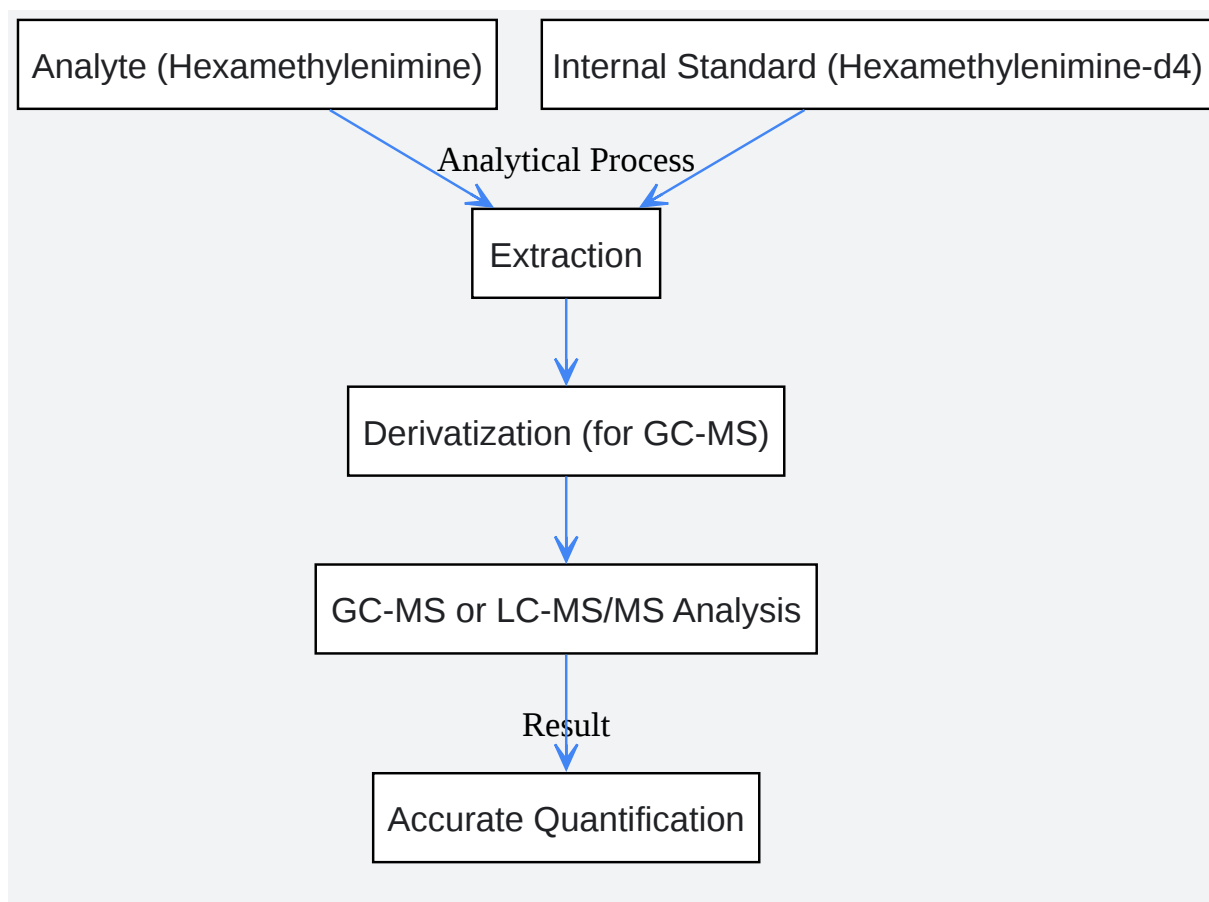 Analyte (Hexamethylenimine)
Internal Standard (Hexamethylenimine-d4)
Analytical Process
Extraction
Derivatization (for GC-MS)
GC-MS or LC-MS/MS Analysis
Result
Accurate Quantification